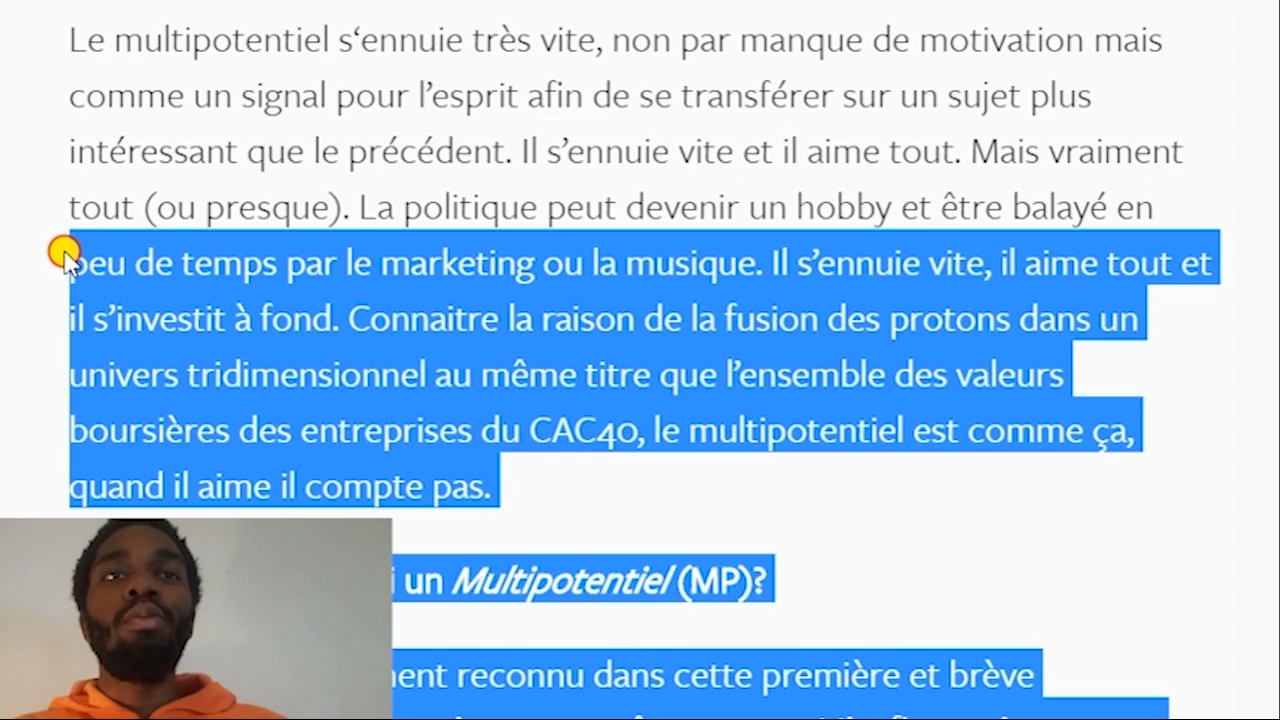 Le multipotentiel s‘ennuie très vite, non par manque de motivation mais
comme un signal pour l’esprit afin de se transférer sur un sujet plus
intéressant que le précédent. Il s’ennuie vite et il aime tout. Mais vraiment
tout (ou presque). La politique peut devenir un hobby et être balayé en
peu de temps par le marketing ou la musique. Il s’ennuie vite, il aime tout et
il s’investit à fond. Connaitre la raison de la fusion des protons dans un
univers tridimensionnel au même titre que l’ensemble des valeurs
boursières des entreprises du CAC40, le multipotentiel est comme ça,
quand il aime il compte pas.
un Multipotentiel (MP)?
reconnu dans cette première et brève